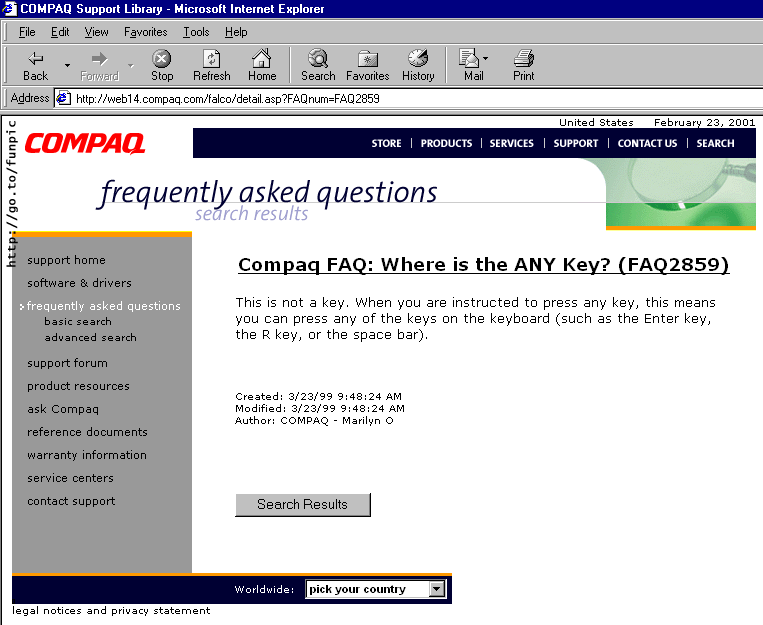 COMPAQ Support Library - Microsoft Internet Explorer
File Edit View Favorites Tools Help
Back Forward Stop Refresh Home Search Favorites History Mail Print
Address http://web14.compaq.com/falco/detail.asp?FAQnum=FAQ2859
http://go.to/funpic
United States February 23, 2001
COMPAQ
STORE | PRODUCTS | SERVICES | SUPPORT | CONTACT US | SEARCH
frequently asked questions
search results
support home
software & drivers
frequently asked questions
basic search
advanced search
support forum
product resources
ask Compaq
reference documents
warranty information
service centers
contact support
Compaq FAQ: Where is the ANY Key? (FAQ2859)
This is not a key. When you are instructed to press any key, this means
you can press any of the keys on the keyboard (such as the Enter key,
the R key, or the space bar).
Created: 3/23/99 9:48:24 AM
Modified: 3/23/99 9:48:24 AM
Author: COMPAQ - Marilyn O
Search Results
Worldwide: pick your country
legal notices and privacy statement